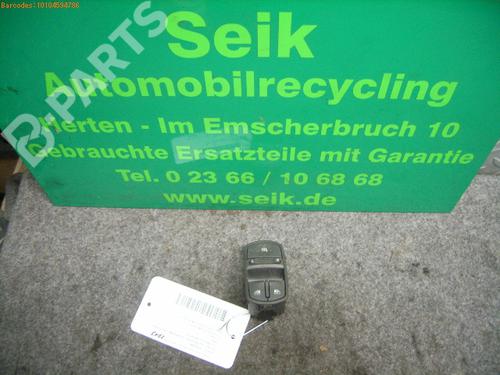 Barcodes:10104594786
B-PARTS
Seik
Automobilrecycling
Herten - Im Emscherbruch 10
Gebrauchte Ersatzteile mit Garantie
Tel. 0 23 66 / 10 68 68
www.seik.de